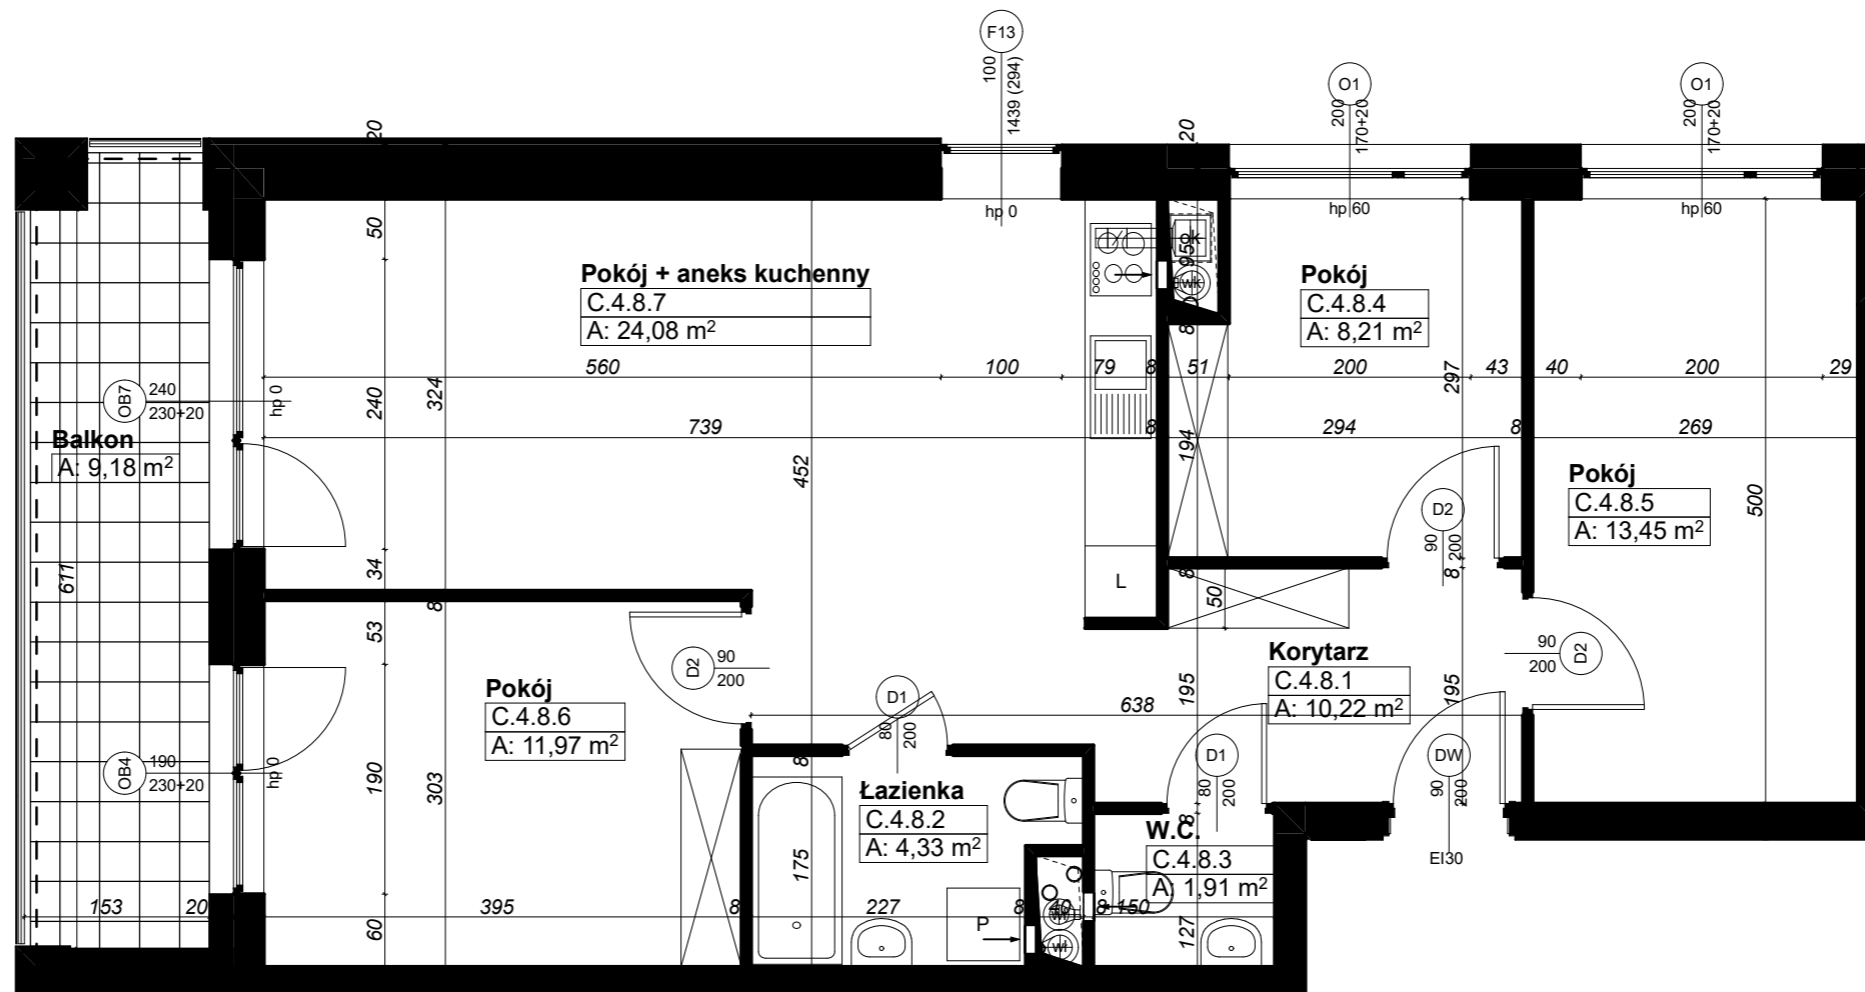 F13
100
1439 (294)
O1
200
170+20
O1
200
170+20
20
20
hp 0
hp 60
hp 60
50
Pokój + aneks kuchenny
C.4.8.7
A: 24,08 m²
95
wk
8
Pokój
C.4.8.4
A: 8,21 m²
560
100
79
8
51
200
43
40
200
29
OB7
240
230+20
hp 0
240
324
297
Balkon
A: 9,18 m²
739
8
294
8
269
452
194
Pokój
C.4.8.5
A: 13,45 m²
500
D2
90
200
611
34
8
8
8
L
50
53
D2
90
200
90
200
D2
Korytarz
C.4.8.1
A: 10,22 m²
Pokój
C.4.8.6
A: 11,97 m²
D1
80
200
638
195
195
OB4
190
230+20
hp 0
190
303
8
D1
80
200
DW
90
200
EI30
Łazienka
C.4.8.2
A: 4,33 m²
8
W.C.
C.4.8.3
A: 1,91 m²
175
153
20
60
395
8
227
P
8
40
8
150
127
wł